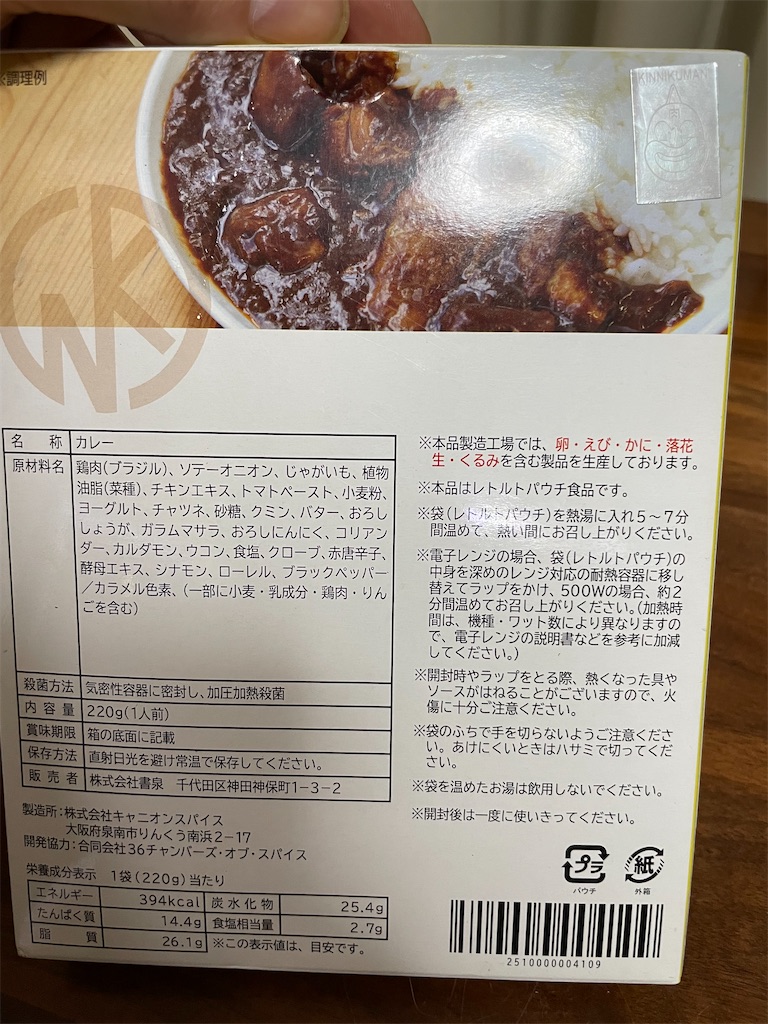 ※調理例
KINNIKUMAN
肉
名称 カレー
原材料名 鶏肉(ブラジル)、ソテーオニオン、じゃがいも、植物
油脂(菜種)、チキンエキス、トマトペースト、小麦粉、
ヨーグルト、チャツネ、砂糖、クミン、バター、おろし
しょうが、ガラムマサラ、おろしにんにく、コリアン
ダー、カルダモン、ウコン、食塩、クローブ、赤唐辛子、
酵母エキス、シナモン、ローレル、ブラックペッパー
/カラメル色素、(一部に小麦・乳成分・鶏肉・りん
ごを含む)
殺菌方法 気密性容器に密封し、加圧加熱殺菌
内容量 220g(1人前)
賞味期限 箱の底面に記載
保存方法 直射日光を避け常温で保存してください。
販売者 株式会社書泉 千代田区神田神保町1-3-2
製造所:株式会社キャニオンスパイス
大阪府泉南市りんくう南浜2-17
開発協力:合同会社36チャンバーズ・オブ・スパイス
栄養成分表示 1袋(220g)当たり
エネルギー 394kcal 炭水化物 25.4g
たんぱく質 14.4g 食塩相当量 2.7g
脂質 26.1g ※この表示値は、目安です。
※本品製造工場では、卵・えび・かに・落花
生・くるみを含む製品を生産しております。
※本品はレトルトパウチ食品です。
※袋(レトルトパウチ)を熱湯に入れ5~7分
間温めて、熱い間にお召し上がりください。
※電子レンジの場合、袋(レトルトパウチ)の
中身を深めのレンジ対応の耐熱容器に移し
替えてラップをかけ、500Wの場合、約2
分間温めてお召し上がりください。(加熱時
間は、機種・ワット数により異なりますの
で、電子レンジの説明書などを参考に加減
してください。)
※開封時やラップをとる際、熱くなった具や
ソースがはねることがございますので、火
傷に十分ご注意ください。
※袋のふちで手を切らないようご注意くださ
い。あけにくいときはハサミで切ってくだ
さい。
※袋を温めたお湯は飲用しないでください。
※開封後は一度に使いきってください。
プラ 紙
パウチ 外箱
2510000004109